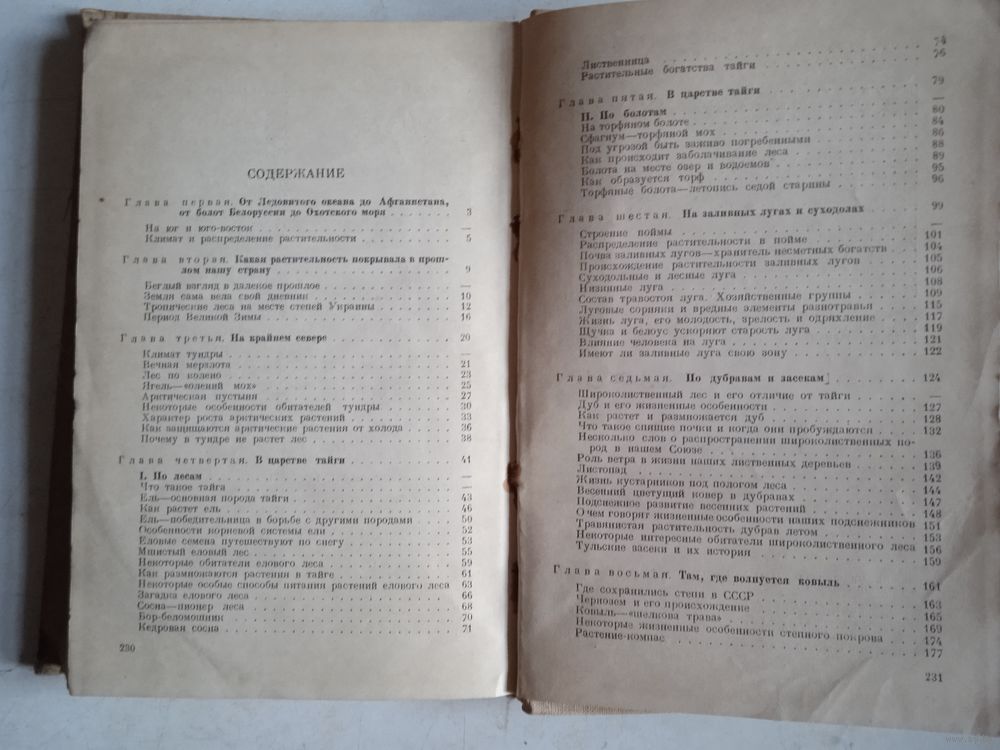 СОДЕРЖАНИЕ
Глава первая. От Ледовитого океана до Афганистана,
от болот Белоруссии до Охотского моря . . . . . . . 3
На юг и юго-восток . . . . . . . —
Климат и распределение растительности . . . . . . . 5
Глава вторая. Какая растительность покрывала в прош-
лом нашу страну . . . . . . . 9
Беглый взгляд в далекое прошлое . . . . . . . —
Земля сама вела свой дневник . . . . . . . 10
Тропические леса на месте степей Украины . . . . . . . 12
Период Великой Зимы . . . . . . . 16
Глава третья. На крайнем севере . . . . . . . 20
Климат тундры . . . . . . . —
Вечная мерзлота . . . . . . . 21
Лес по колено . . . . . . . 23
Ягель—«олений мох» . . . . . . . 25
Арктическая пустыня . . . . . . . 27
Некоторые особенности обитателей тундры . . . . . . . 30
Характер роста арктических растений . . . . . . . 33
Как защищаются арктические растения от холода . . . . . . . 36
Почему в тундре не растет лес . . . . . . . 38
Глава четвертая. В царстве тайги . . . . . . . 41
I. По лесам . . . . . . . —
Что такое тайга . . . . . . . —
Ель—основная порода тайги . . . . . . . 43
Как растет ель . . . . . . . 46
Ель—победительница в борьбе с другими породами . . . . . . . 50
Особенности корневой системы ели . . . . . . . 52
Еловые семена путешествуют по снегу . . . . . . . 53
Мшистый еловый лес . . . . . . . 55
Некоторые обитатели елового леса . . . . . . . 59
Как размножаются растения в тайге . . . . . . . 61
Некоторые особые способы питания растений елового леса 63
Загадка елового леса . . . . . . . 66
Сосна—пионер леса . . . . . . . 68
Бор-беломошник . . . . . . . 70
Кедровая сосна . . . . . . . 71
230
Лиственница . . . . . . . 74
Растительные богатства тайги . . . . . . . 76
Глава пятая. В царстве тайги . . . . . . . 79
II. По болотам . . . . . . . —
На торфяном болоте . . . . . . . 80
Сфагнум—торфяной мох . . . . . . . 84
Под угрозой быть заживо погребенными . . . . . . . 86
Как происходит заболачивание леса . . . . . . . 88
Болота на месте озер и водоемов . . . . . . . 89
Как образуется торф . . . . . . . 95
Торфяные болота—летопись седой старины . . . . . . . 96
Глава шестая. На заливных лугах и суходолах . . . . . . . 99
Строение поймы . . . . . . . —
Распределение растительности в пойме . . . . . . . 101
Почва заливных лугов—хранитель несметных богатств . . 104
Происхождение растительности заливных лугов . . . . . . . 105
Суходольные и лесные луга . . . . . . . 106
Низинные луга . . . . . . . 108
Состав травостоя луга. Хозяйственные группы . . . . . . . 109
Луговые сорняки и вредные элементы разнотравья . . . . . . . 115
Жизнь луга, его молодость, зрелость и одряхление . . . . . . . 117
Щучка и белоус ускоряют старость луга . . . . . . . 119
Влияние человека на луга . . . . . . . 121
Имеют ли заливные луга свою зону . . . . . . . 122
Глава седьмая. По дубравам и засекам . . . . . . . 124
Широколиственный лес и его отличие от тайги . . . . . . . —
Дуб и его жизненные особенности . . . . . . . 127
Как растет и размножается дуб . . . . . . . 128
Что такое спящие почки и когда они пробуждаются . . . . . . . 132
Несколько слов о распространении широколиственных по-
род в нашем Союзе . . . . . . . 136
Роль ветра в жизни наших лиственных деревьев . . . . . . . 139
Листопад . . . . . . . 142
Жизнь кустарников под пологом леса . . . . . . . 144
Весенний цветущий ковер в дубравах . . . . . . . 147
Подснежное развитие весенних растений . . . . . . . 148
О чем говорят жизненные особенности наших подснежников 151
Травянистая растительность дубрав летом . . . . . . . 153
Некоторые интересные обитатели широколиственного леса 156
Тульские засеки и их история . . . . . . . 159
Глава восьмая. Там, где волнуется ковыль . . . . . . . 161
Где сохранились степи в СССР . . . . . . . —
Чернозем и его происхождение . . . . . . . 163
Ковыль—«шелкова трава» . . . . . . . 165
Некоторые жизненные особенности степного покрова . . . . . . . 169
Растение-компас . . . . . . . 174
177
231